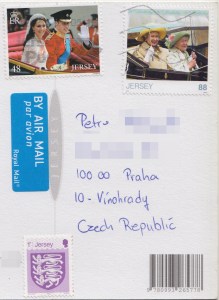 48 JERSEY
JERSEY 88
BY AIR MAIL
par avion
Royal Mail
Petr
100 00 Praha
10 - Vinohrady
Czech Republic
Jersey